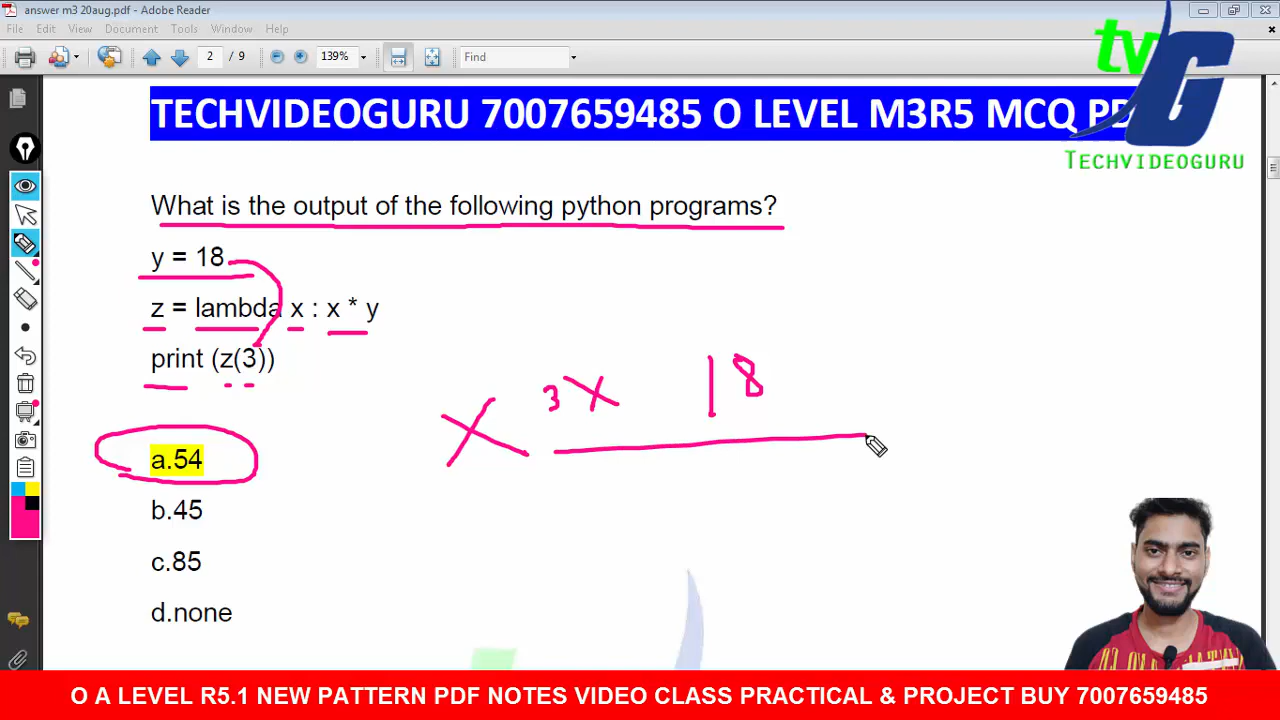 answer m3 20aug.pdf - Adobe Reader
File Edit View Document Tools Window Help
2 / 9 139% Find
tv G
TECHVIDEOGURU
TECHVIDEOGURU 7007659485 O LEVEL M3R5 MCQ PD
What is the output of the following python programs?
y = 18
z = lambda x : x * y
print (z(3))
3 X 18
X
a.54
b.45
c.85
d.none
O A LEVEL R5.1 NEW PATTERN PDF NOTES VIDEO CLASS PRACTICAL & PROJECT BUY 7007659485